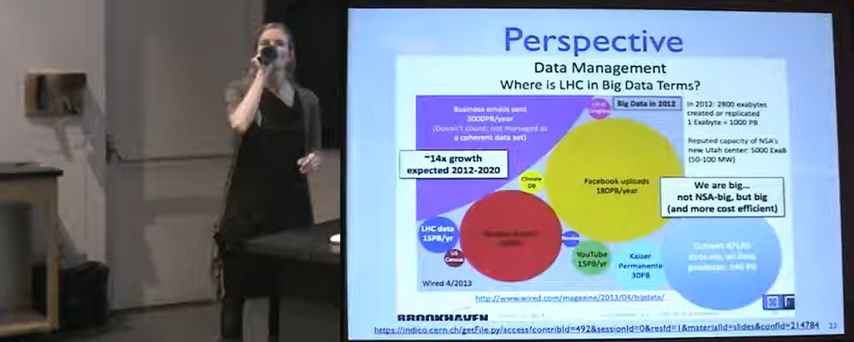 Perspective
Data Management
Where is LHC in Big Data Terms?
Business emails sent
3000PB/year
(Doesn't count; not managed as
a coherent data set)
Big Data in 2012
In 2012: 2800 exabytes
created or replicated
1 Exabyte = 1000 PB
Reputed capacity of NSA's
new Utah center: 5000 ExaB
(50-100 MW)
~14x growth
expected 2012-2020
Climate
DB
Facebook uploads
180PB/year
We are big...
not NSA-big, but big
(and more cost efficient)
LHC data
15PB/yr
US
Census
YouTube
15PB/yr
Kaiser
Permanente
30PB
Wired 4/2013
http://www.wired.com/magazine/2013/04/bigdata/
BROOKHAVEN
https://indico.cern.ch/getFile.py/access?contribId=492&sessionId=0&resId=1&materialId=slides&confId=214784